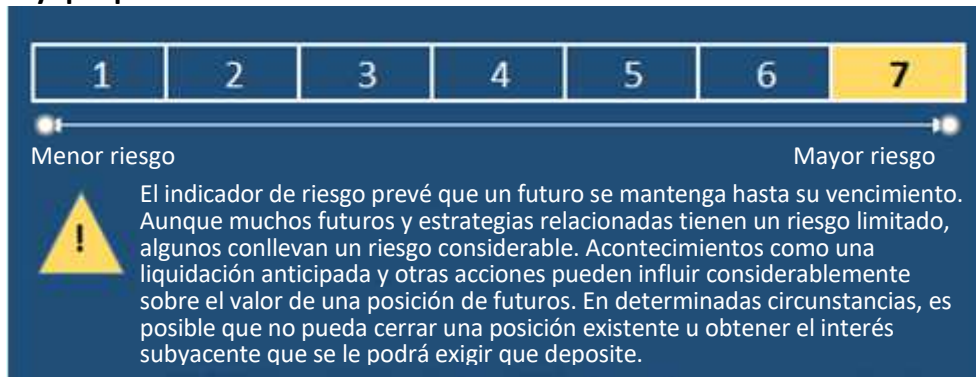 1 2 3 4 5 6 7
Menor riesgo Mayor riesgo
! El indicador de riesgo prevé que un futuro se mantenga hasta su vencimiento.
Aunque muchos futuros y estrategias relacionadas tienen un riesgo limitado,
algunos conllevan un riesgo considerable. Acontecimientos como una
liquidación anticipada y otras acciones pueden influir considerablemente
sobre el valor de una posición de futuros. En determinadas circunstancias, es
posible que no pueda cerrar una posición existente u obtener el interés
subyacente que se le podrá exigir que deposite.